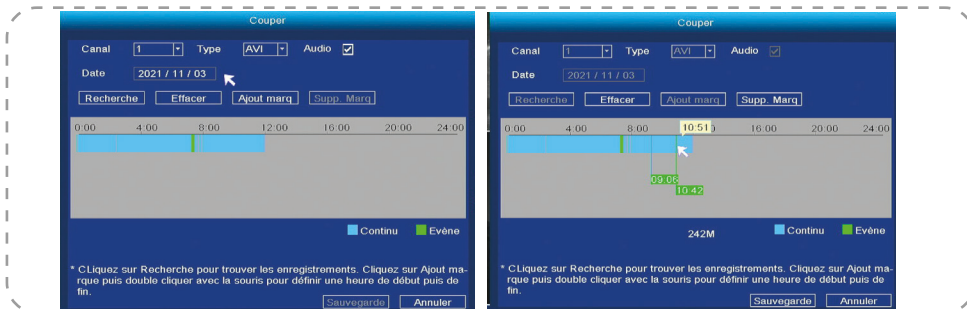 Couper
Canal 1 Type AVI Audio
Date 2021 / 11 / 03
Recherche Effacer Ajout marq Supp. Marq
0:00 4:00 8:00 12:00 16:00 20:00 24:00
Continu Evène
* CLiquez sur Recherche pour trouver les enregistrements. Cliquez sur Ajout ma-
rque puis double cliquer avec la souris pour définir une heure de début puis de
fin.
Sauvegarde Annuler
Couper
Canal 1 Type AVI Audio
Date 2021 / 11 / 03
Recherche Effacer Ajout marq Supp. Marq
0:00 4:00 8:00 10:51 16:00 20:00 24:00
09:06
10:42
242M Continu Evène
* CLiquez sur Recherche pour trouver les enregistrements. Cliquez sur Ajout ma-
rque puis double cliquer avec la souris pour définir une heure de début puis de
fin.
Sauvegarde Annuler